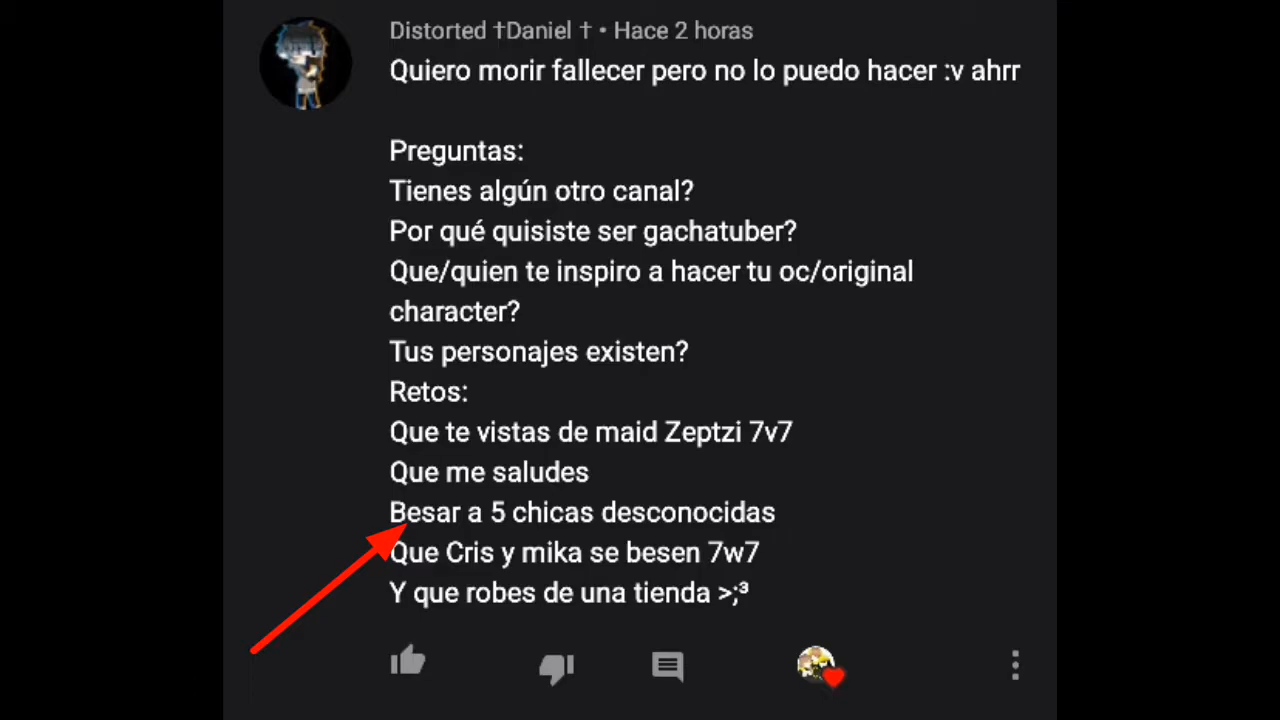 Distorted †Daniel † • Hace 2 horas
Quiero morir fallecer pero no lo puedo hacer :v ahrr
Preguntas:
Tienes algún otro canal?
Por qué quisiste ser gachatuber?
Que/quien te inspiro a hacer tu oc/original
character?
Tus personajes existen?
Retos:
Que te vistas de maid Zeptzi 7v7
Que me saludes
Besar a 5 chicas desconocidas
Que Cris y mika se besen 7w7
Y que robes de una tienda >;³